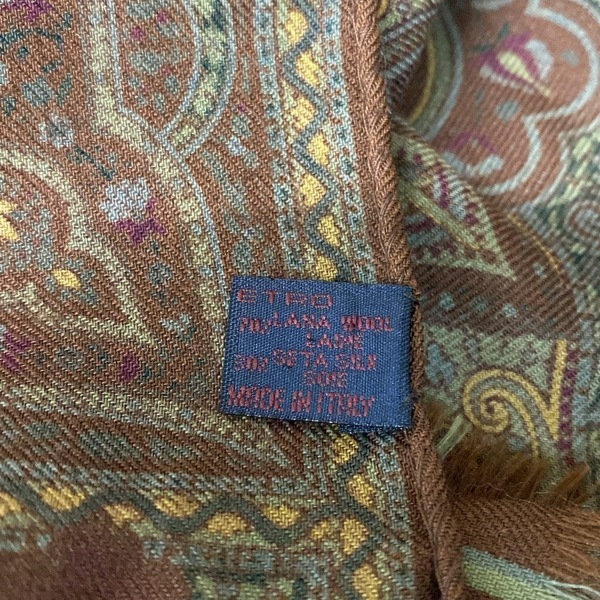 ETRO
70% LANA WOOL
LAINE
30% SETA SILK
SOIE
MADE IN ITALY